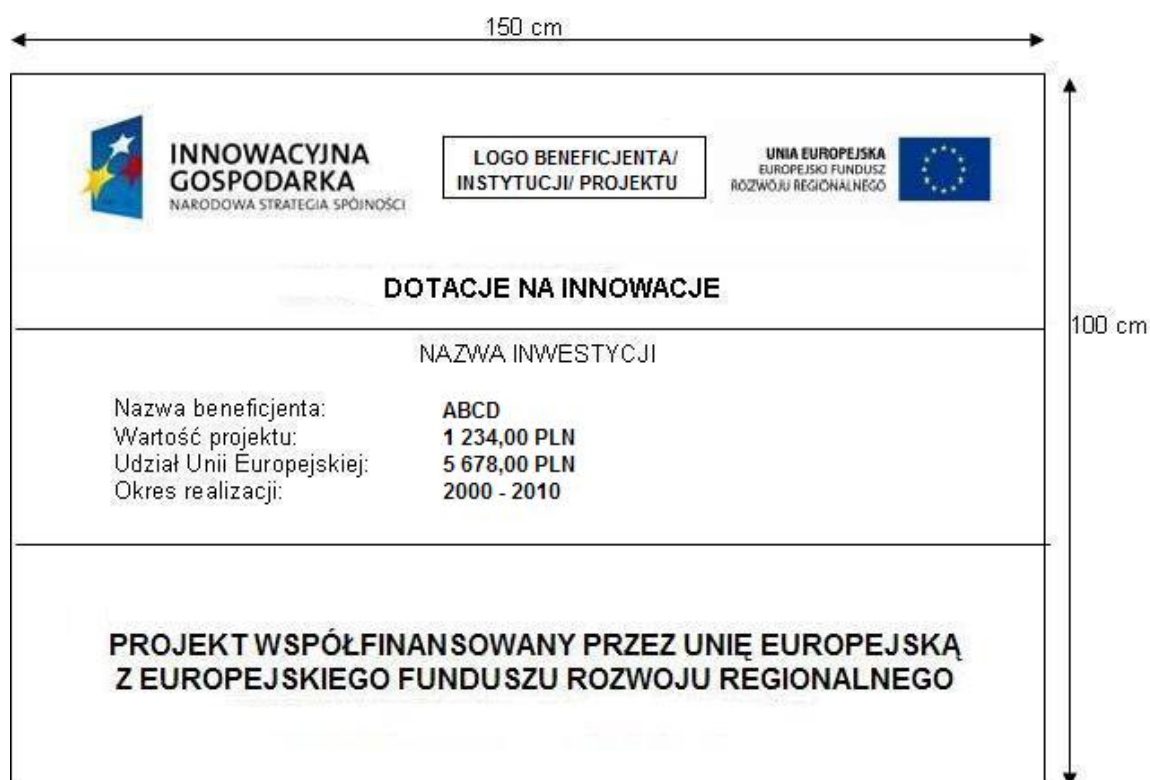 150 cm
INNOWACYJNA
GOSPODARKA
NARODOWA STRATEGIA SPÓJNOŚCI
LOGO BENEFICJENTA/
INSTYTUCJI/ PROJEKTU
UNIA EUROPEJSKA
EUROPEJSKI FUNDUSZ
ROZWOJU REGIONALNEGO
DOTACJE NA INNOWACJE
100 cm
NAZWA INWESTYCJI
Nazwa beneficjenta: ABCD
Wartość projektu: 1 234,00 PLN
Udział Unii Europejskiej: 5 678,00 PLN
Okres realizacji: 2000 - 2010
PROJEKT WSPÓŁFINANSOWANY PRZEZ UNIĘ EUROPEJSKĄ
Z EUROPEJSKIEGO FUNDUSZU ROZWOJU REGIONALNEGO